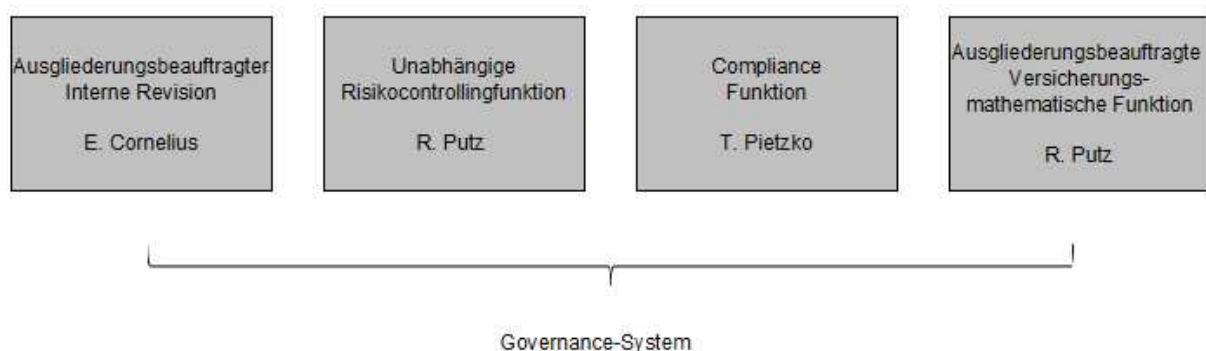 Ausgliederungsbeauftragter
Interne Revision
E. Cornelius
Unabhängige
Risikocontrollingfunktion
R. Putz
Compliance
Funktion
T. Pietzko
Ausgliederungsbeauftragte
Versicherungs-
mathematische Funktion
R. Putz
Governance-System